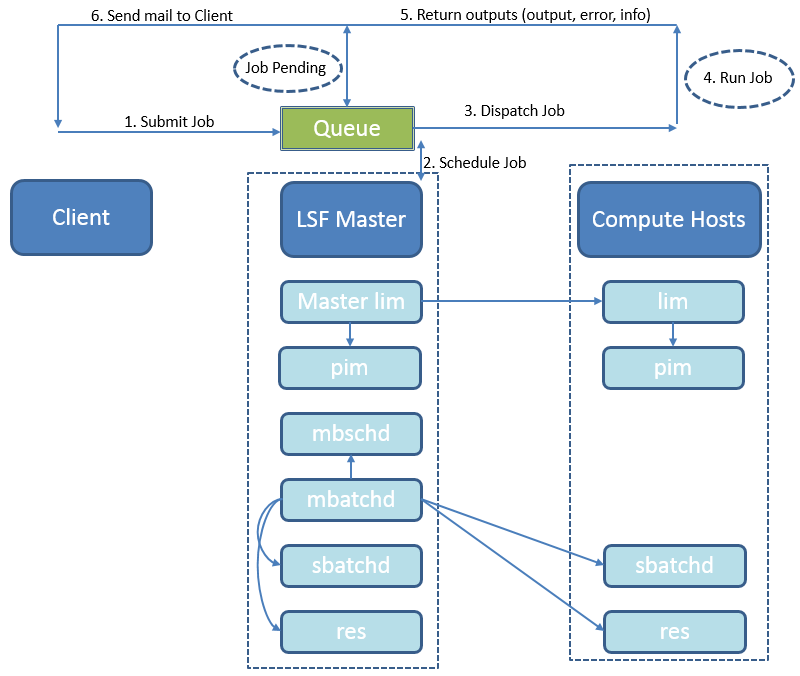 6. Send mail to Client
5. Return outputs (output, error, info)
Job Pending
4. Run Job
1. Submit Job
Queue
3. Dispatch Job
2. Schedule Job
Client
LSF Master
Compute Hosts
Master lim
lim
pim
pim
mbschd
mbatchd
sbatchd
sbatchd
res
res